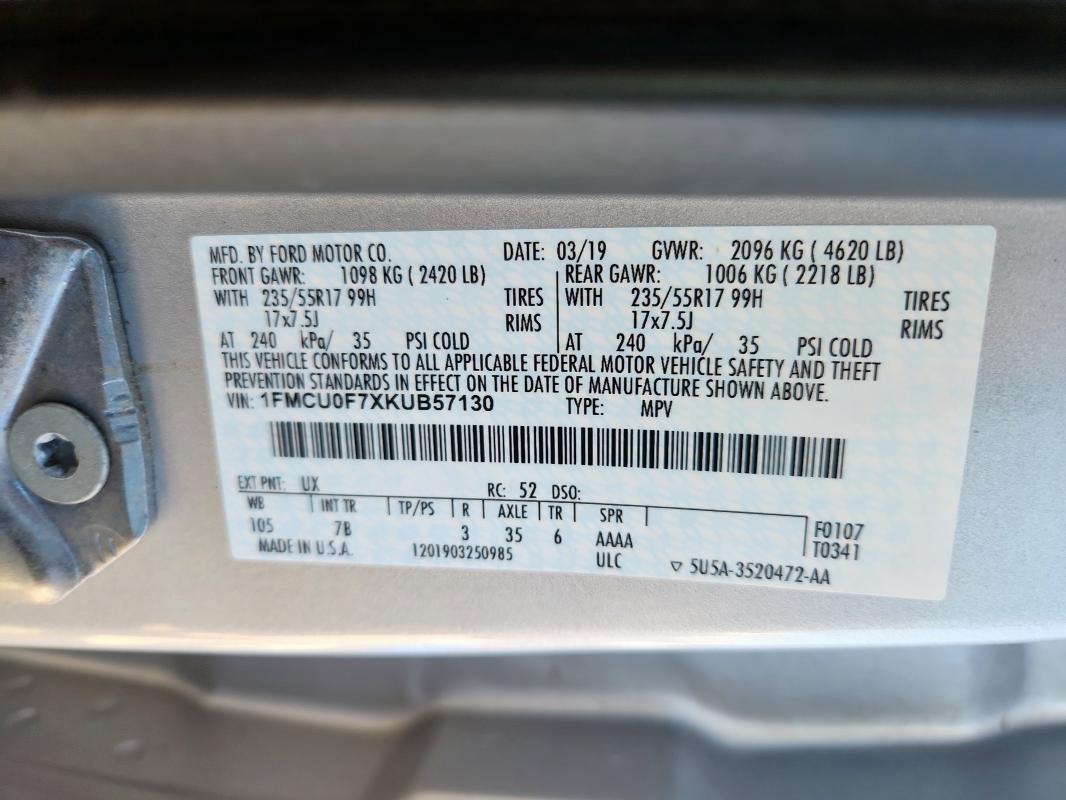 MFD. BY FORD MOTOR CO. DATE: 03/19 GVWR: 2096 KG ( 4620 LB)
FRONT GAWR: 1098 KG ( 2420 LB) REAR GAWR: 1006 KG ( 2218 LB)
WITH 235/55R17 99H TIRES WITH 235/55R17 99H TIRES
17x7.5J RIMS 17x7.5J RIMS
AT 240 kPa/ 35 PSI COLD AT 240 kPa/ 35 PSI COLD
THIS VEHICLE CONFORMS TO ALL APPLICABLE FEDERAL MOTOR VEHICLE SAFETY AND THEFT
PREVENTION STANDARDS IN EFFECT ON THE DATE OF MANUFACTURE SHOWN ABOVE.
VIN: 1FMCU0F7XKUB57130 TYPE: MPV
EXT PNT: UX RC: 52 DSO:
WB INT TR TP/PS R AXLE TR SPR
105 7B 3 35 6 AAAA F0107
MADE IN U.S.A. 1201903250985 ULC T0341
▽ 5U5A-3520472-AA